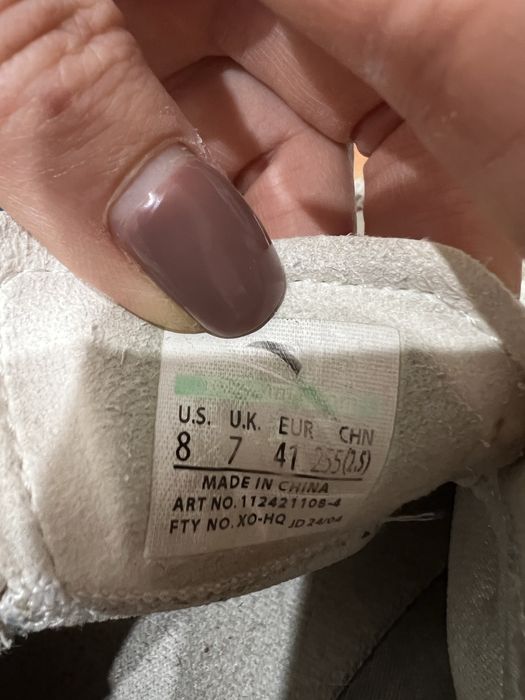 U.S. U.K. EUR CHN
8 7 41 255(2.5)
MADE IN CHINA
ART NO. 112421108-4
FTY NO. XO-HQ JD 24/04